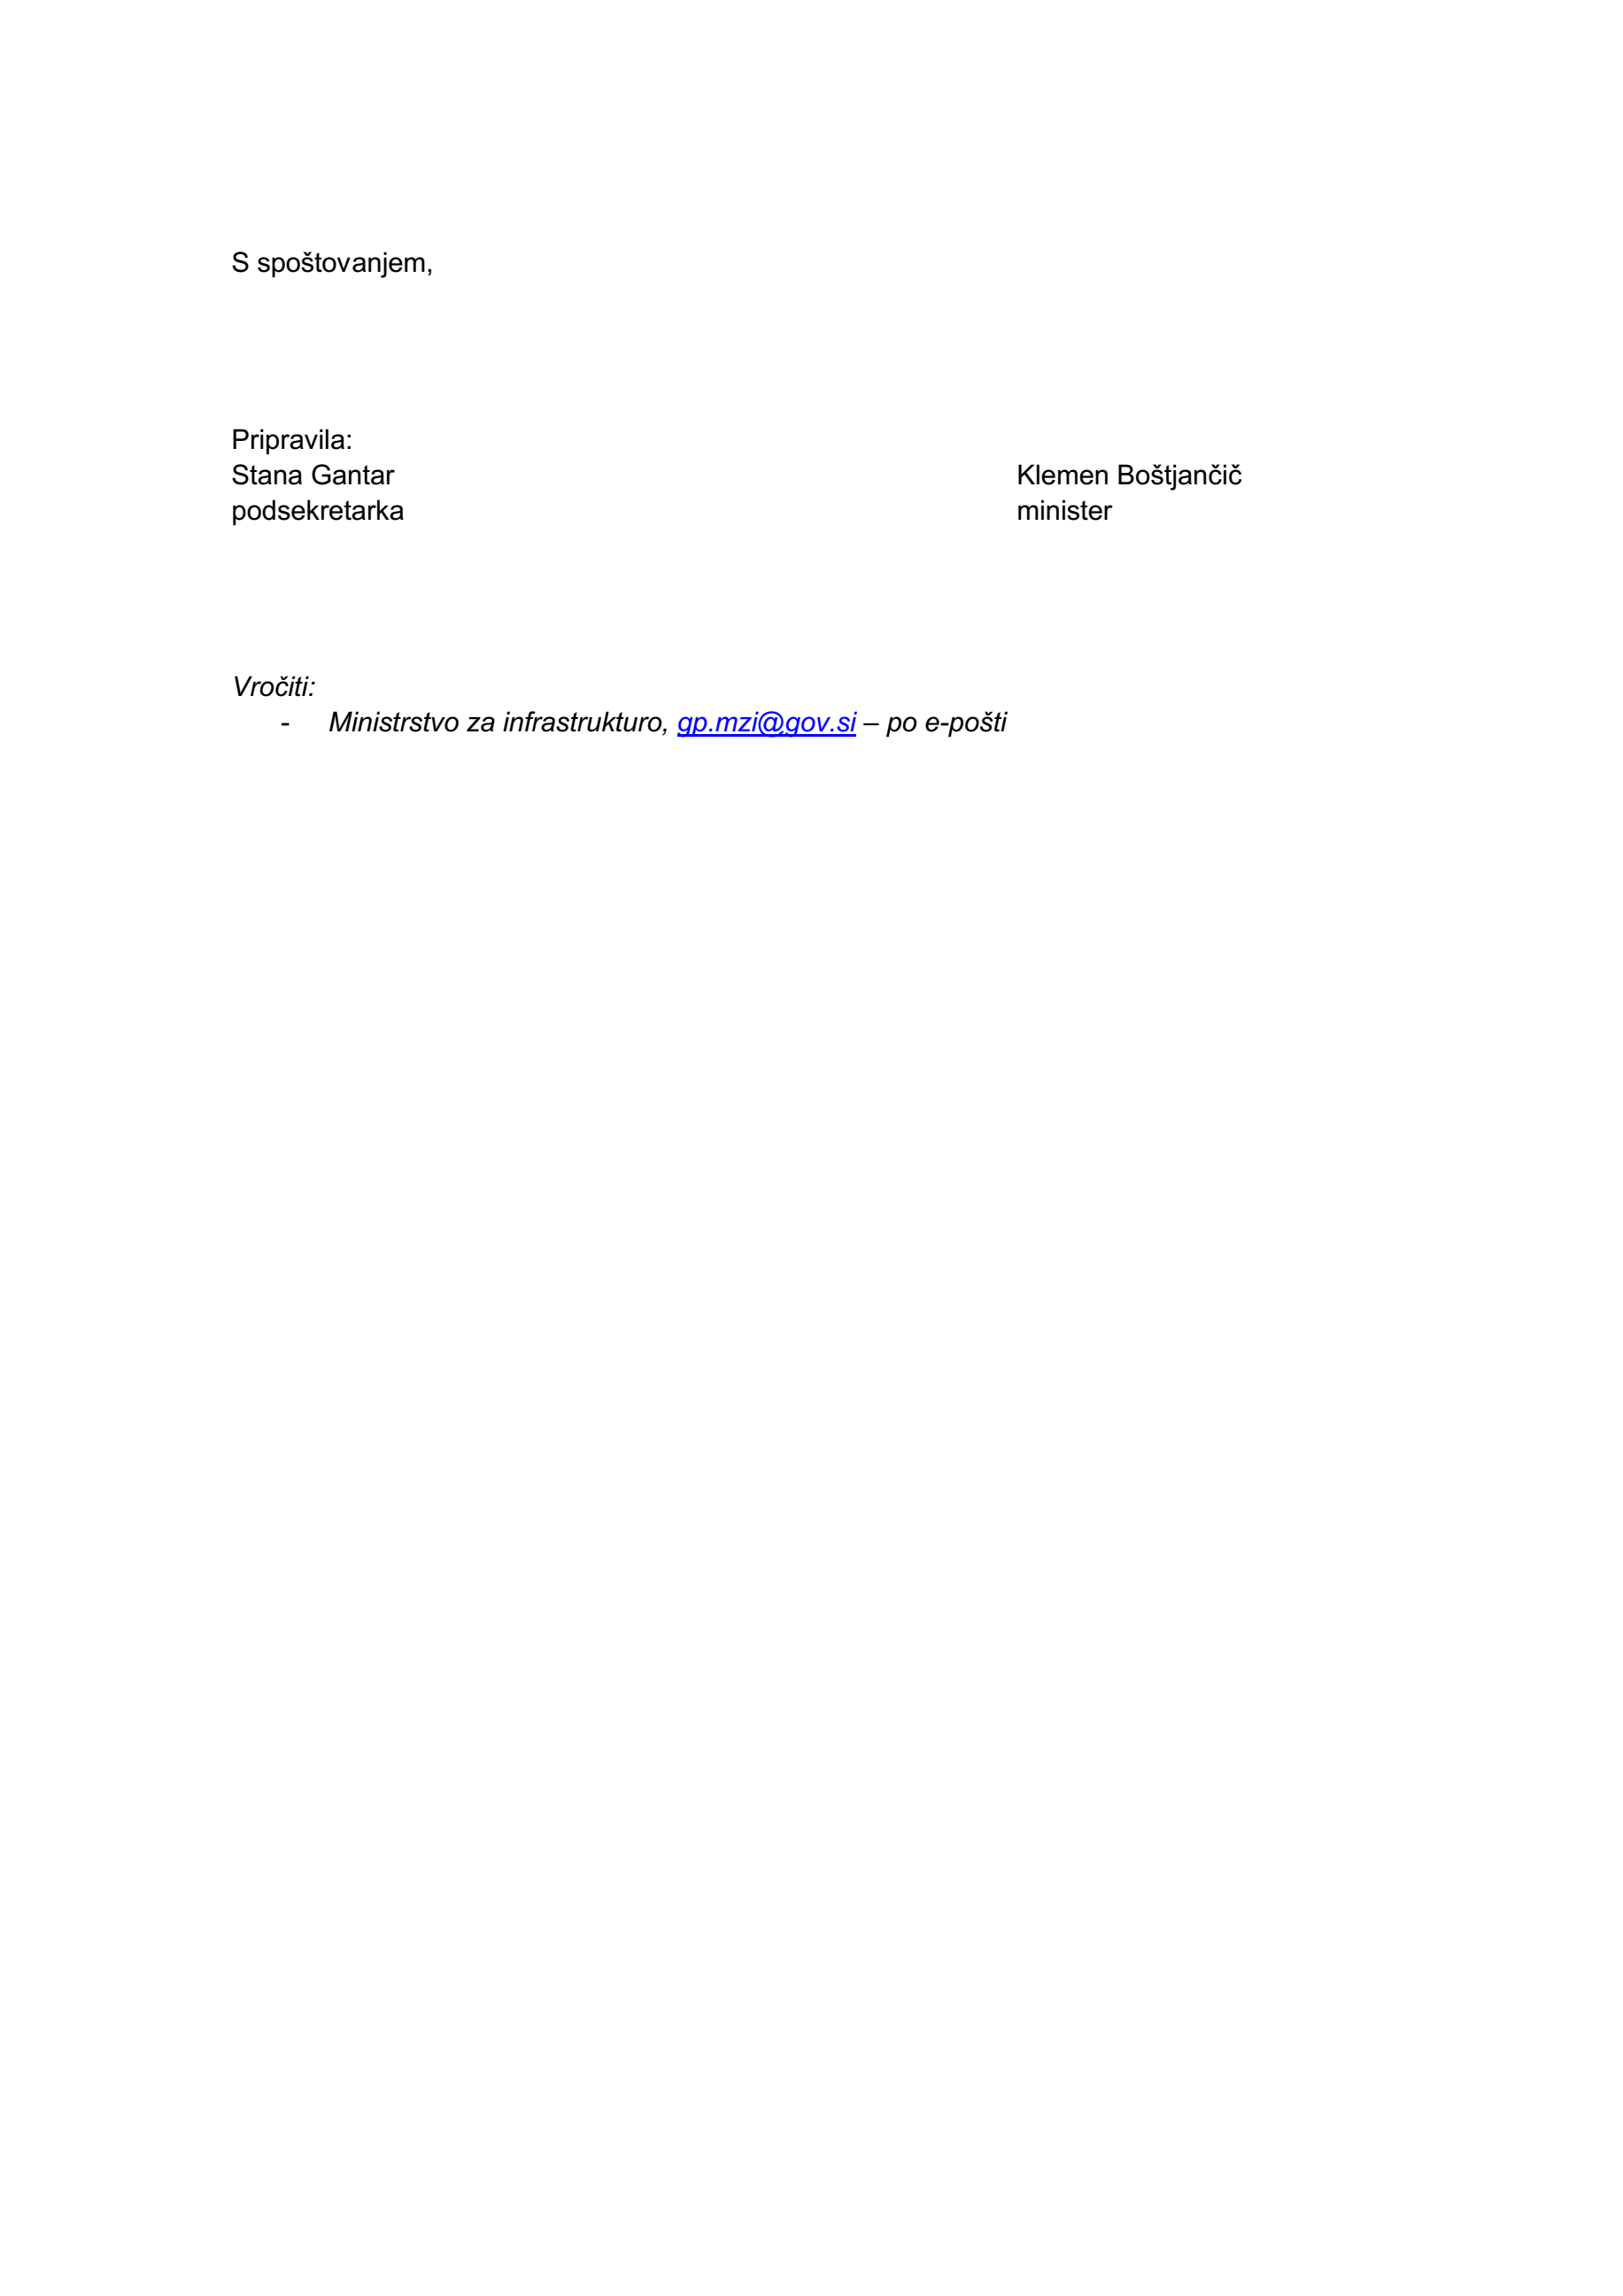 S spoštovanjem,
Pripravila:
Stana Gantar Klemen Boštjančič
podsekretarka minister
Vročiti:
- Ministrstvo za infrastrukturo, gp.mzi@gov.si – po e-pošti